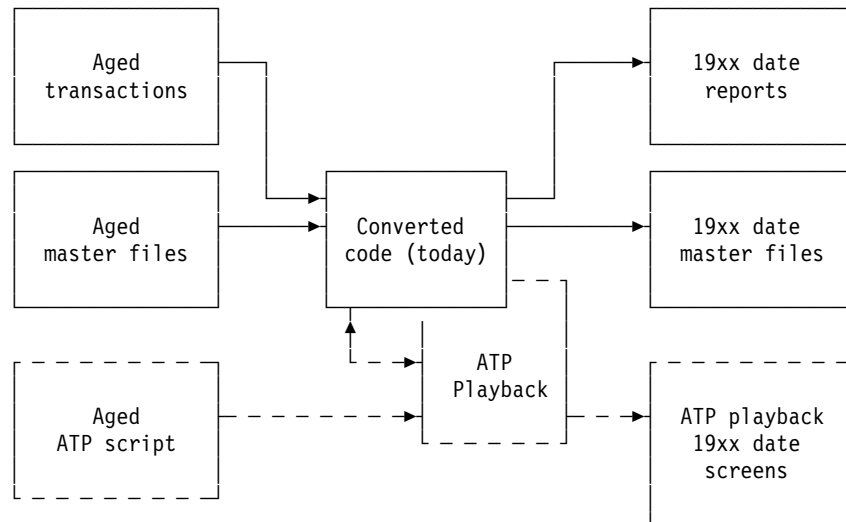 Aged
transactions
19xx date
reports
Aged
master files
Converted
code (today)
19xx date
master files
ATP
Playback
Aged
ATP script
ATP playback
19xx date
screens